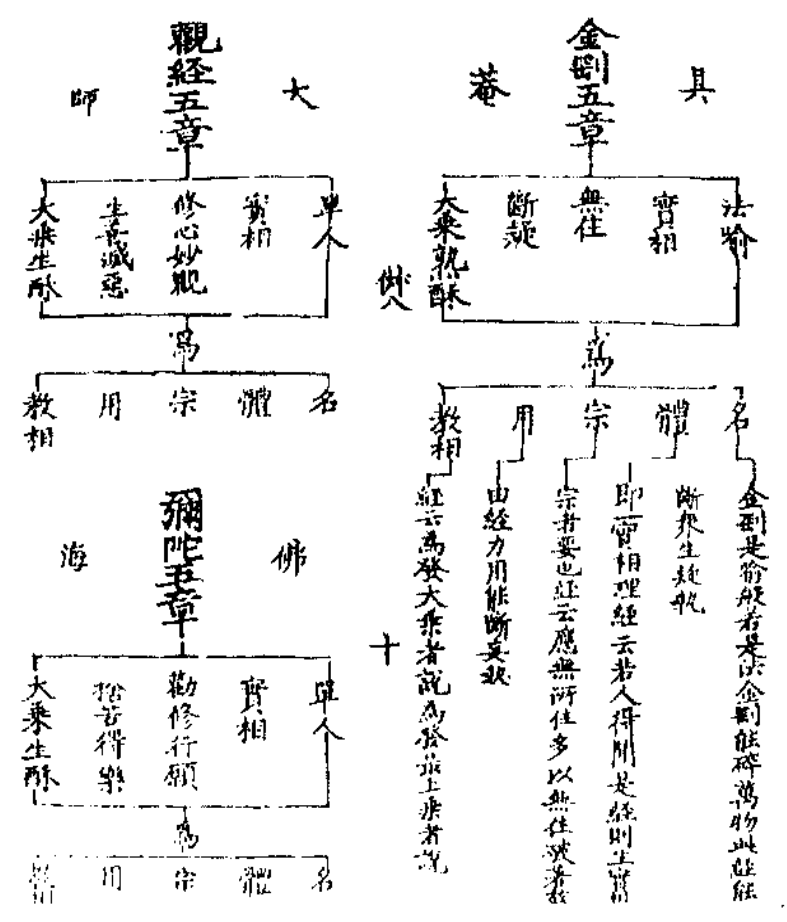 具
金剛五章
菴
法喻
實相
無住
斷疑
大乘熟酥
為
名
體
宗
用
教相
金剛是喻般若是法金剛能碎萬物此經能
斷眾生疑執
即實相理經云若人得聞是經則生實相
宗者要也經云應無所住多以無住破著
由經力用能斷妄執
經云為發大乘者說為發最上乘者說
十
大
觀經五章
師
單人
實相
修心妙觀
生善滅惡
大乘生酥
為
名
體
宗
用
教相
佛
彌陀五章
海
單人
實相
勸修行願
捨苦得樂
大乘生酥
為
名
體
宗
用